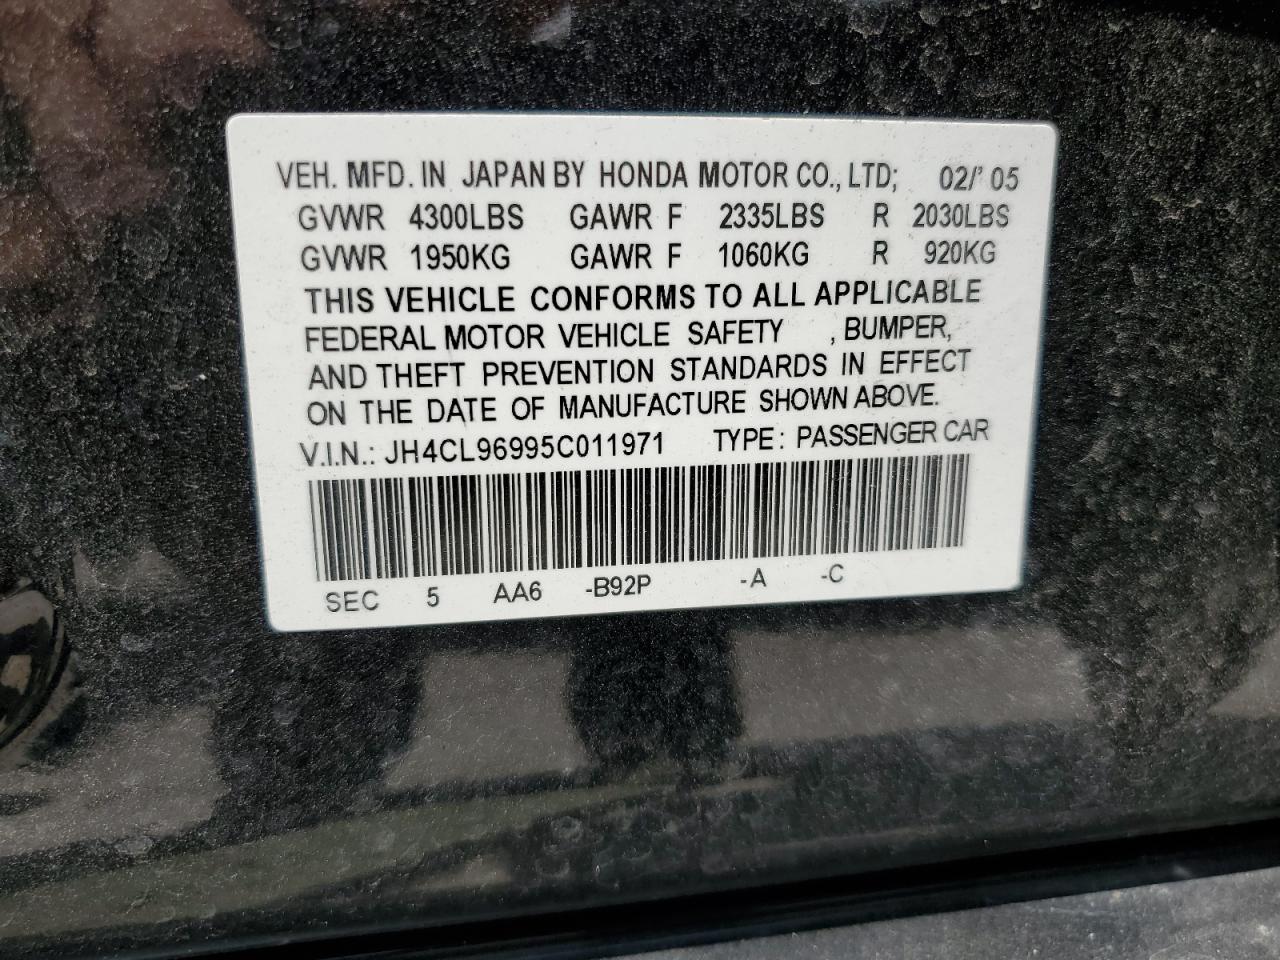 VEH. MFD. IN JAPAN BY HONDA MOTOR CO., LTD; 02/' 05
GVWR 4300LBS GAWR F 2335LBS R 2030LBS
GVWR 1950KG GAWR F 1060KG R 920KG
THIS VEHICLE CONFORMS TO ALL APPLICABLE
FEDERAL MOTOR VEHICLE SAFETY , BUMPER,
AND THEFT PREVENTION STANDARDS IN EFFECT
ON THE DATE OF MANUFACTURE SHOWN ABOVE.
V.I.N.: JH4CL96995C011971 TYPE: PASSENGER CAR
SEC 5 AA6 -B92P -A -C